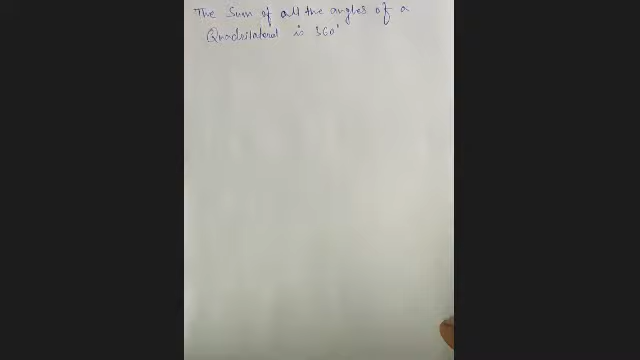 The Sum of all the angles of a
Quadrilateral is 360°